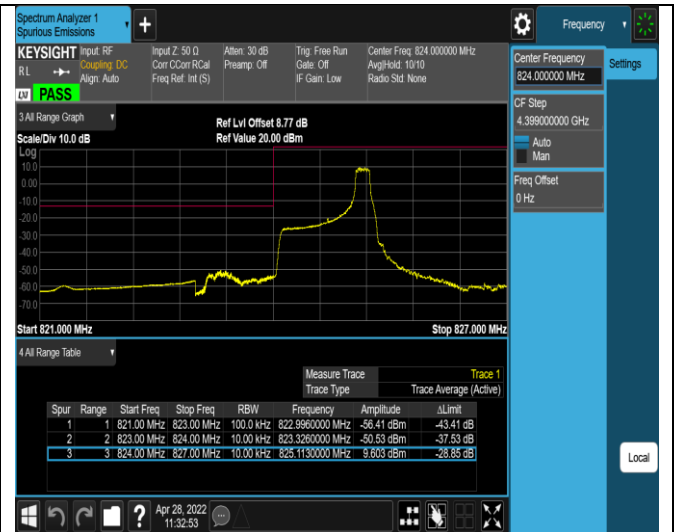 Spectrum Analyzer 1
Spurious Emissions
+
Frequency
KEYSIGHT
Input: RF
Input Z: 50 Ω
Atten: 30 dB
Trig: Free Run
Center Freq: 824.000000 MHz
Coupling: DC
Corr CCorr RCal
Preamp: Off
Gate: Off
Avg|Hold: 10/10
R L
Align: Auto
Freq Ref: Int (S)
IF Gain: Low
Radio Std: None
LXI PASS
Center Frequency
824.000000 MHz
Settings
CF Step
4.399000000 GHz
Auto
Man
Freq Offset
0 Hz
3 All Range Graph
Ref Lvl Offset 8.77 dB
Scale/Div 10.0 dB
Ref Value 20.00 dBm
Log
10.0
0.00
-10.0
-20.0
-30.0
-40.0
-50.0
-60.0
-70.0
Start 821.000 MHz
Stop 827.000 MHz
4 All Range Table
Measure Trace Trace 1
Trace Type Trace Average (Active)
Spur Range Start Freq Stop Freq RBW Frequency Amplitude ΔLimit
1 1 821.00 MHz 823.00 MHz 100.0 kHz 822.9960000 MHz -56.41 dBm -43.41 dB
2 2 823.00 MHz 824.00 MHz 10.00 kHz 823.3260000 MHz -50.53 dBm -37.53 dB
3 3 824.00 MHz 827.00 MHz 10.00 kHz 825.1130000 MHz 9.603 dBm -28.85 dB
Local
?
Apr 28, 2022
11:32:53